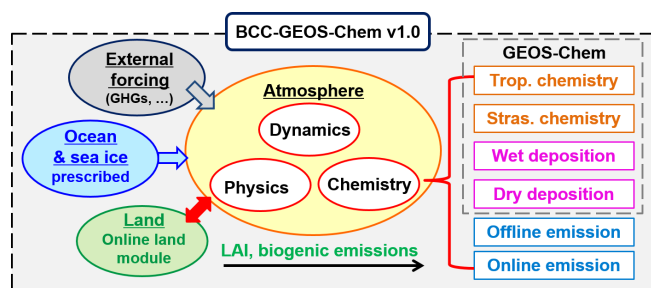 BCC-GEOS-Chem v1.0
External
forcing
(GHGs, ...)
Ocean
& sea ice
prescribed
Land
Online land
module
Atmosphere
Dynamics
Physics
Chemistry
LAI, biogenic emissions
GEOS-Chem
Trop. chemistry
Stras. chemistry
Wet deposition
Dry deposition
Offline emission
Online emission